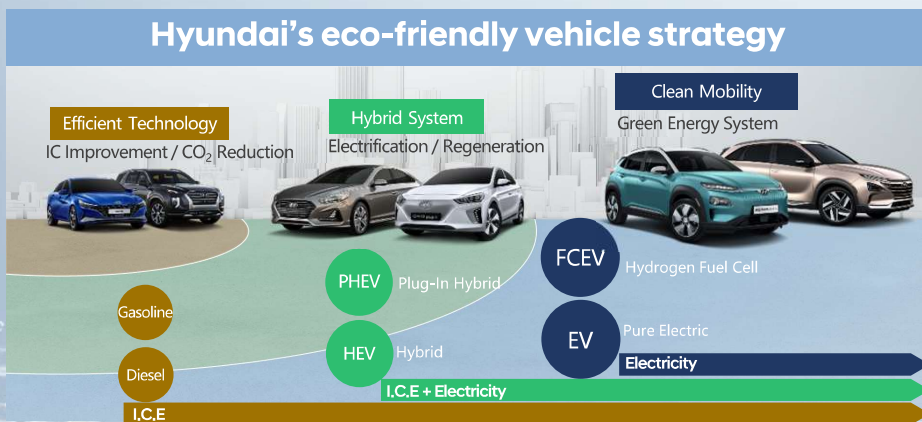 Hyundai's eco-friendly vehicle strategy
Efficient Technology
IC Improvement / CO₂ Reduction
Hybrid System
Electrification / Regeneration
Clean Mobility
Green Energy System
Gasoline
Diesel
PHEV Plug-In Hybrid
HEV Hybrid
FCEV Hydrogen Fuel Cell
EV Pure Electric
Electricity
I.C.E + Electricity
I.C.E